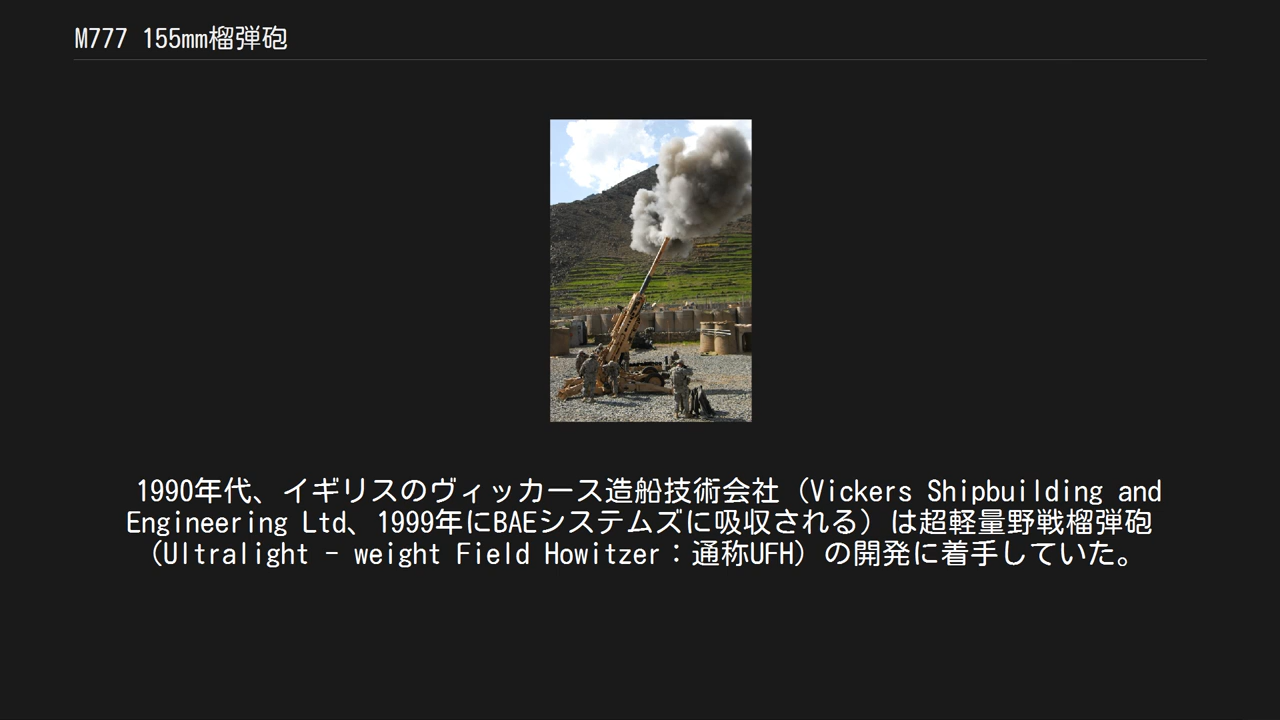 M777 155mm榴弾砲
1990年代、イギリスのヴィッカース造船技術会社（Vickers Shipbuilding and
Engineering Ltd、1999年にBAEシステムズに吸収される）は超軽量野戦榴弾砲
（Ultralight - weight Field Howitzer：通称UFH）の開発に着手していた。